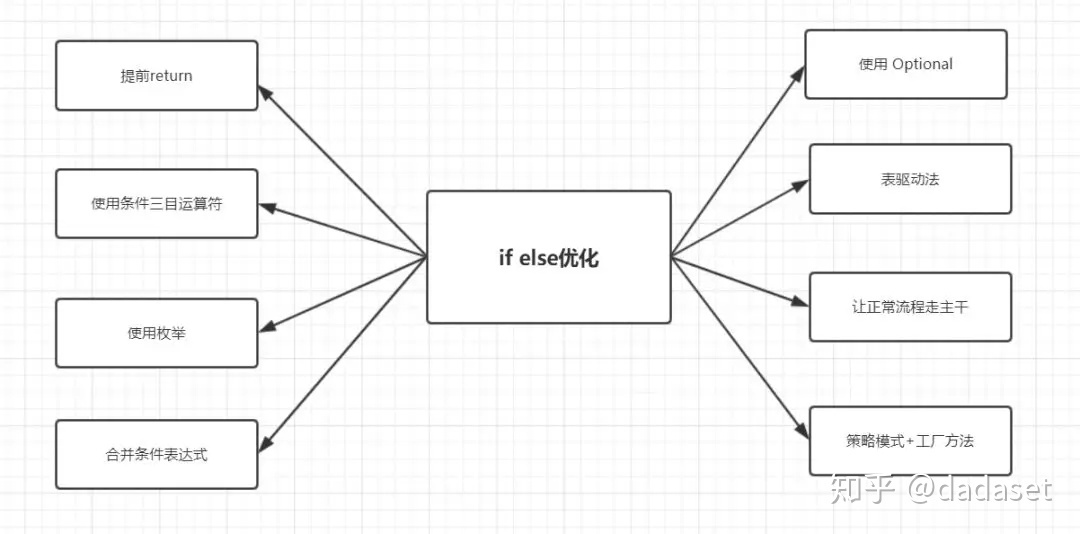 提前return
使用条件三目运算符
使用枚举
合并条件表达式
if else优化
使用 Optional
表驱动法
让正常流程走主干
策略模式+工厂方法
知乎 @dadaset